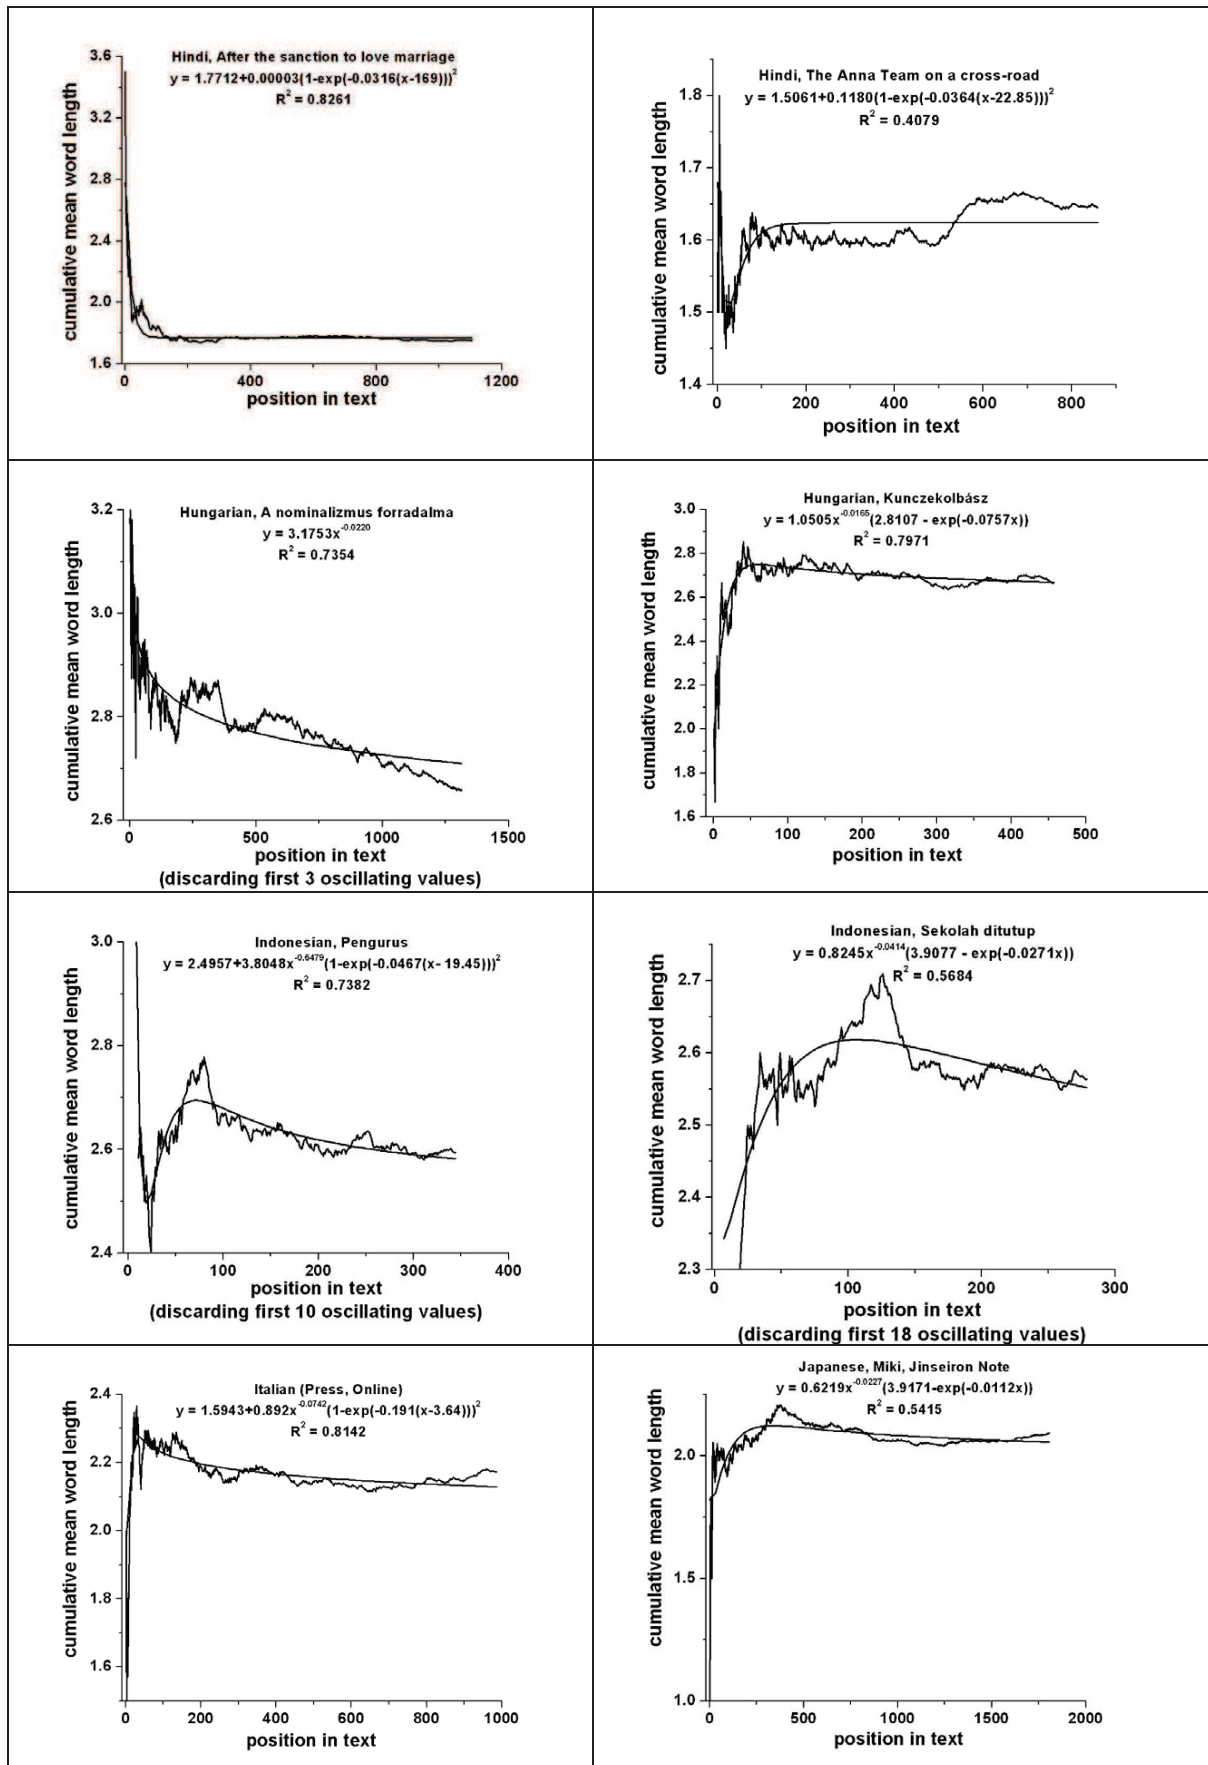 Hindi, After the sanction to love marriage
y = 1.7712+0.00003(1-exp(-0.0316(x-169)))²
R² = 0.8261
cumulative mean word length
3.6
3.2
2.8
2.4
2.0
1.6
0 400 800 1200
position in text
Hindi, The Anna Team on a cross-road
y = 1.5061+0.1180(1-exp(-0.0364(x-22.85)))²
R² = 0.4079
cumulative mean word length
1.8
1.7
1.6
1.5
1.4
0 200 400 600 800
position in text
Hungarian, A nominalizmus forradalma
y = 3.1753x^-0.0220
R² = 0.7354
cumulative mean word length
3.2
3.0
2.8
2.6
0 500 1000 1500
position in text
(discarding first 3 oscillating values)
Hungarian, Kunczekolbász
y = 1.0505x^-0.0165(2.8107 - exp(-0.0757x))
R² = 0.7971
cumulative mean word length
3.0
2.8
2.6
2.4
2.2
2.0
1.8
1.6
0 100 200 300 400 500
position in text
Indonesian, Pengurus
y = 2.4957+3.8048x^-0.6479(1-exp(-0.0467(x- 19.45)))²
R² = 0.7382
cumulative mean word length
3.0
2.8
2.6
2.4
0 100 200 300 400
position in text
(discarding first 10 oscillating values)
Indonesian, Sekolah ditutup
y = 0.8245x^-0.0414(3.9077 - exp(-0.0271x))
R² = 0.5684
cumulative mean word length
2.7
2.6
2.5
2.4
2.3
0 100 200 300
position in text
(discarding first 18 oscillating values)
Italian (Press, Online)
y = 1.5943+0.892x^-0.0742(1-exp(-0.191(x-3.64)))²
R² = 0.8142
cumulative mean word length
2.4
2.2
2.0
1.8
1.6
0 200 400 600 800 1000
position in text
Japanese, Miki, Jinseiron Note
y = 0.6219x^-0.0227(3.9171-exp(-0.0112x))
R² = 0.5415
cumulative mean word length
2.0
1.5
1.0
0 500 1000 1500 2000
position in text